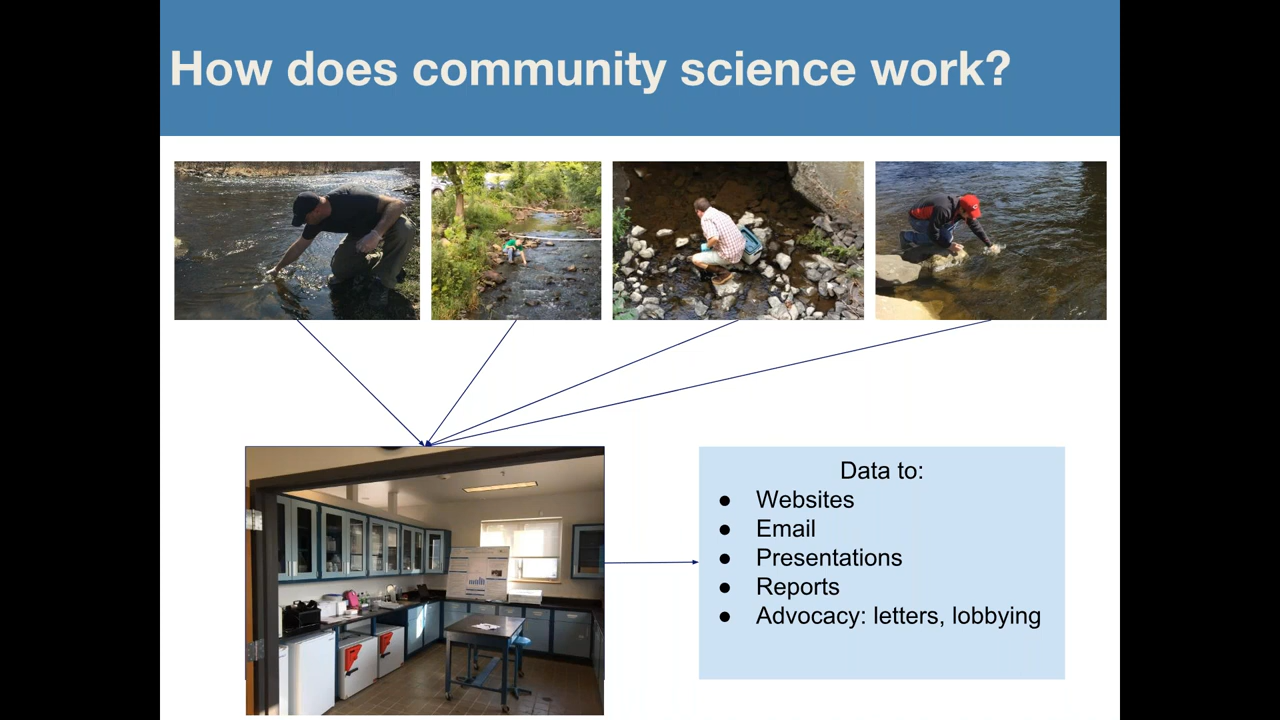 How does community science work?
Data to:
● Websites
● Email
● Presentations
● Reports
● Advocacy: letters, lobbying